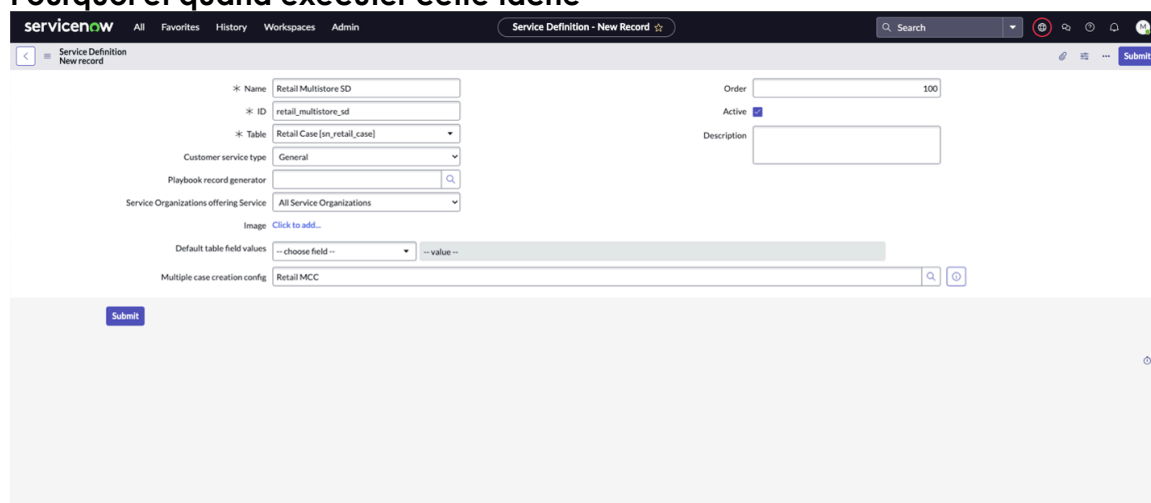 Pourquoi et quand exécuter cette tâche
servicenow All Favorites History Workspaces Admin Service Definition - New Record ☆ Search M
Service Definition
New record
Submit
✳ Name Retail Multistore SD Order 100
✳ ID retail_multistore_sd Active
✳ Table Retail Case [sn_retail_case] Description
Customer service type General
Playbook record generator
Service Organizations offering Service All Service Organizations
Image Click to add...
Default table field values -- choose field -- -- value --
Multiple case creation config Retail MCC
Submit